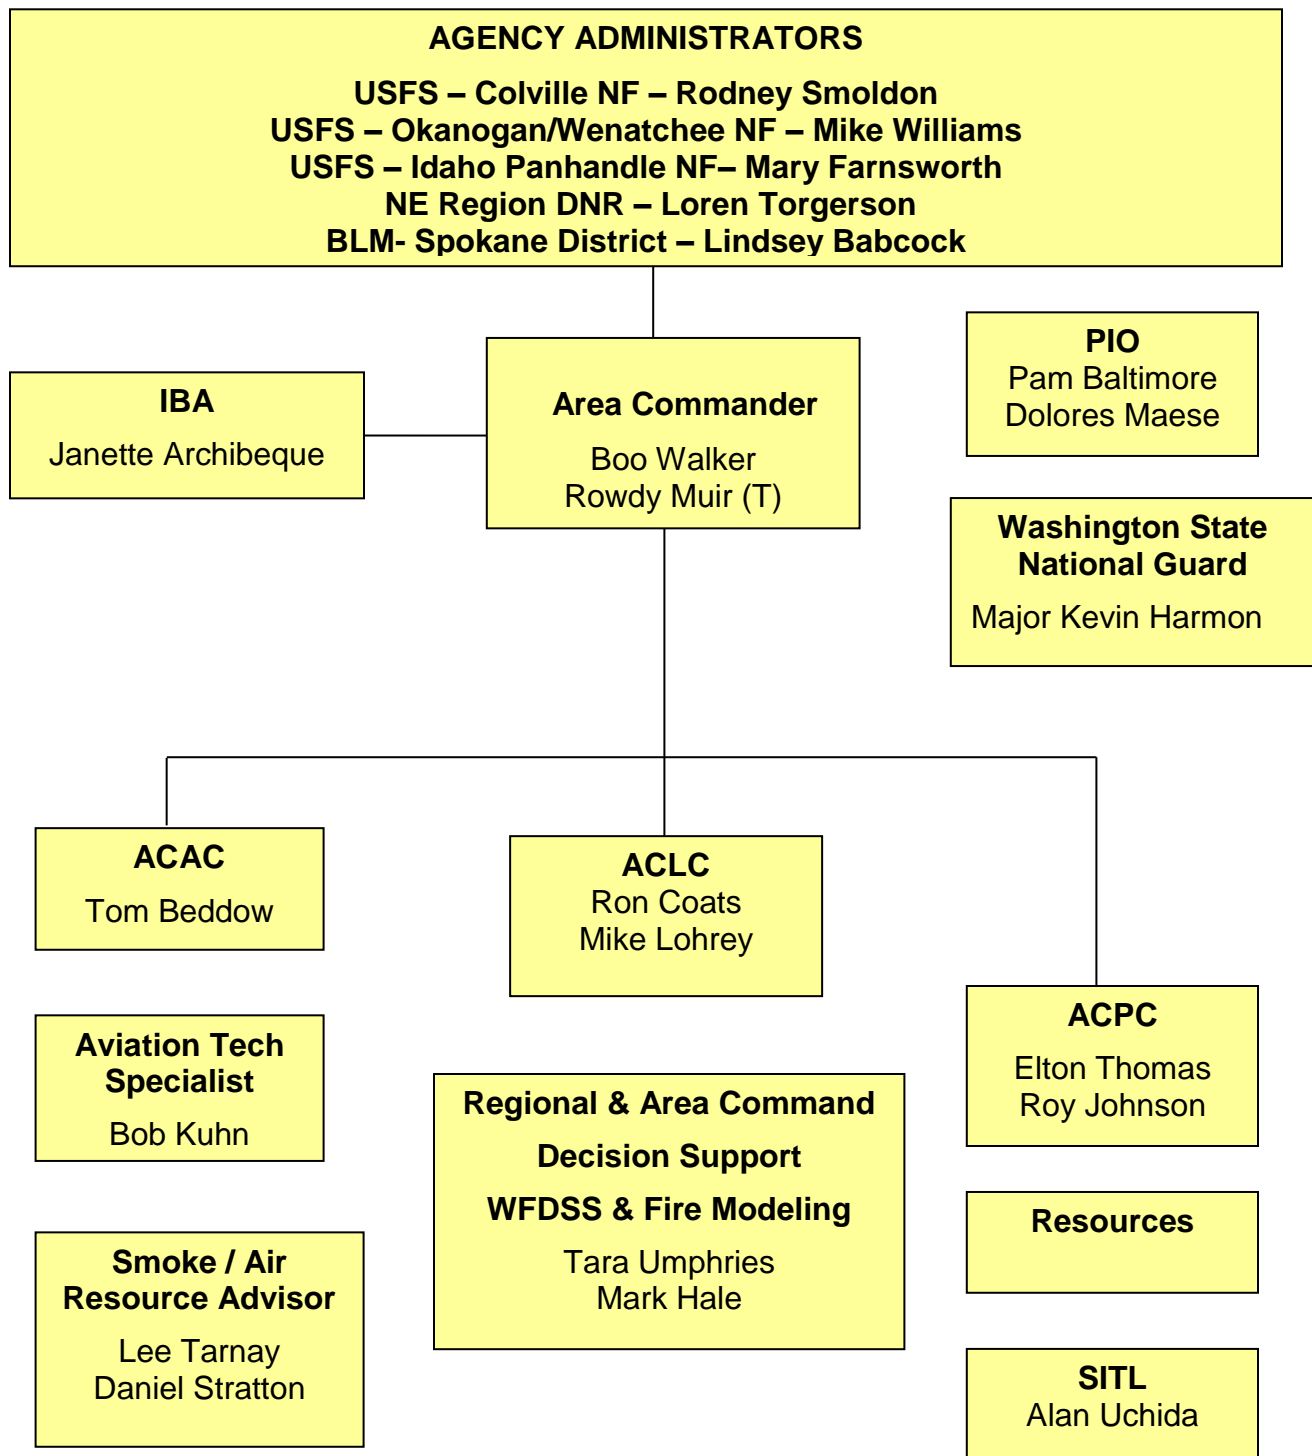 AGENCY ADMINISTRATORS
USFS – Colville NF – Rodney Smoldon
USFS – Okanogan/Wenatchee NF – Mike Williams
USFS – Idaho Panhandle NF– Mary Farnsworth
NE Region DNR – Loren Torgerson
BLM- Spokane District – Lindsey Babcock
PIO
Pam Baltimore
Dolores Maese
IBA
Janette Archibeque
Area Commander
Boo Walker
Rowdy Muir (T)
Washington State
National Guard
Major Kevin Harmon
ACAC
Tom Beddow
ACLC
Ron Coats
Mike Lohrey
ACPC
Elton Thomas
Roy Johnson
Aviation Tech
Specialist
Bob Kuhn
Regional & Area Command
Decision Support
WFDSS & Fire Modeling
Tara Umphries
Mark Hale
Resources
Smoke / Air
Resource Advisor
Lee Tarnay
Daniel Stratton
SITL
Alan Uchida